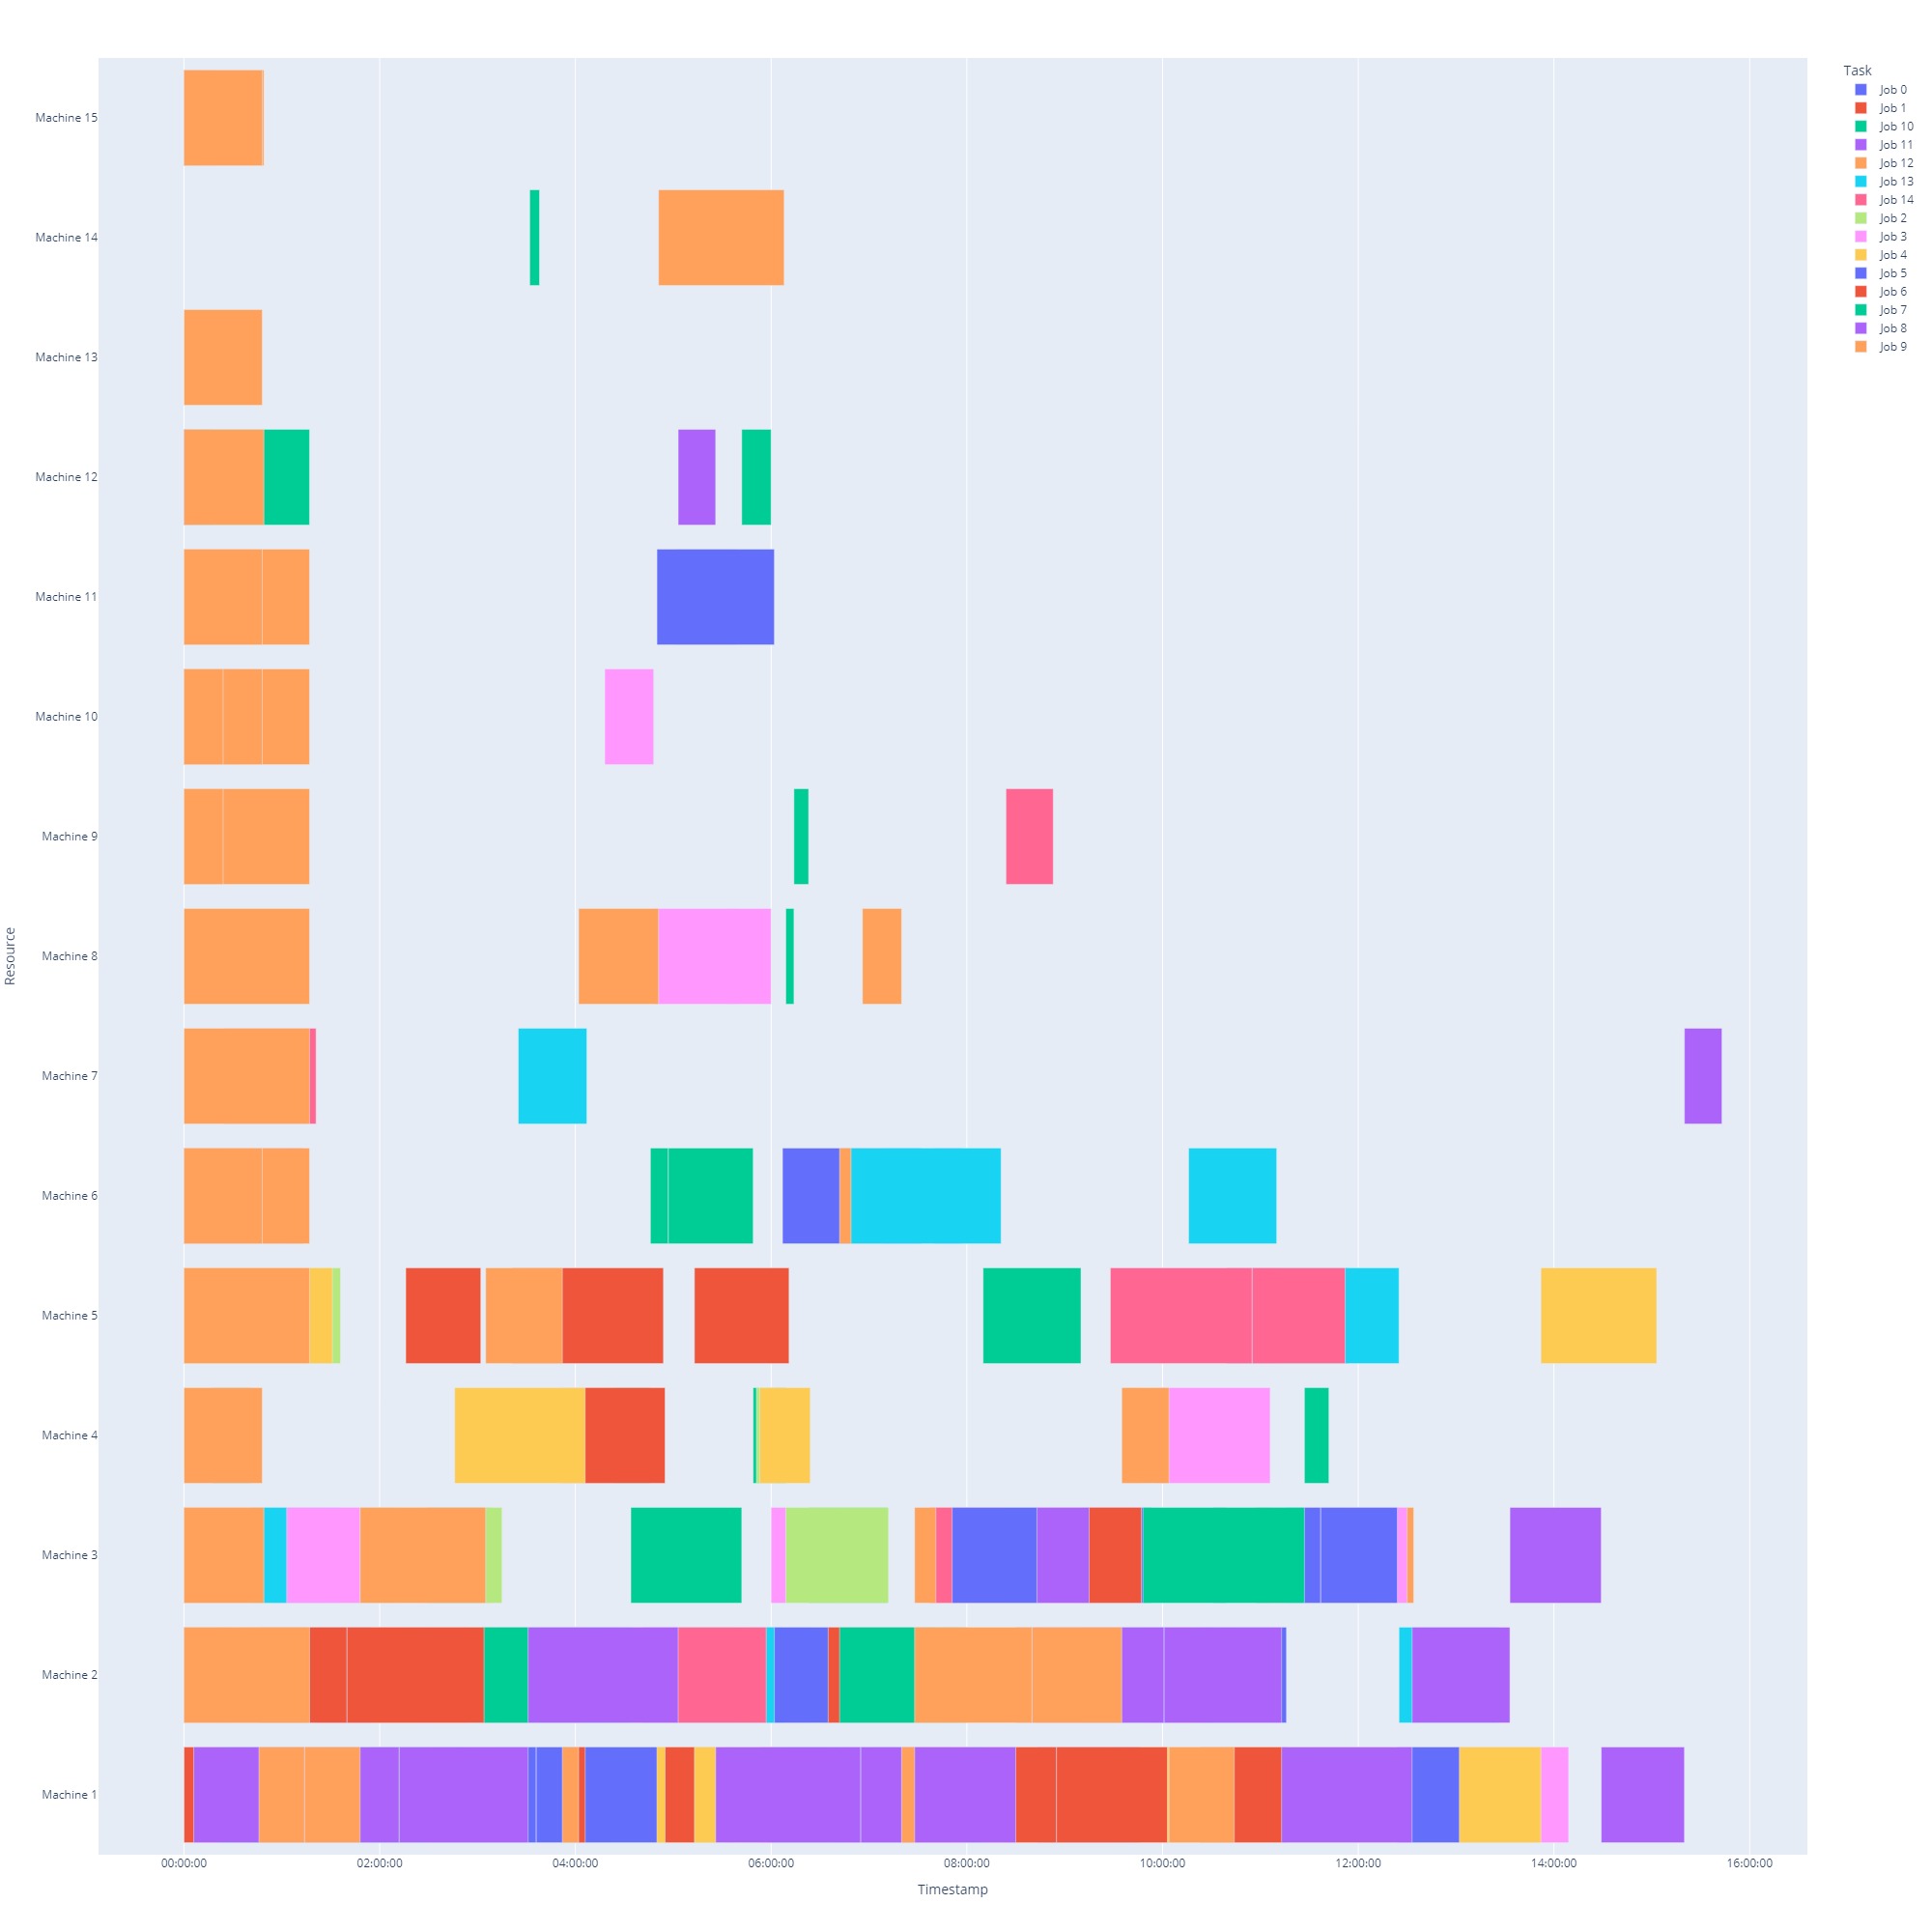 Task
Job 0
Job 1
Job 10
Job 11
Job 12
Job 13
Job 14
Job 2
Job 3
Job 4
Job 5
Job 6
Job 7
Job 8
Job 9
Resource
Machine 15
Machine 14
Machine 13
Machine 12
Machine 11
Machine 10
Machine 9
Machine 8
Machine 7
Machine 6
Machine 5
Machine 4
Machine 3
Machine 2
Machine 1
00:00:00 02:00:00 04:00:00 06:00:00 08:00:00 10:00:00 12:00:00 14:00:00 16:00:00
Timestamp